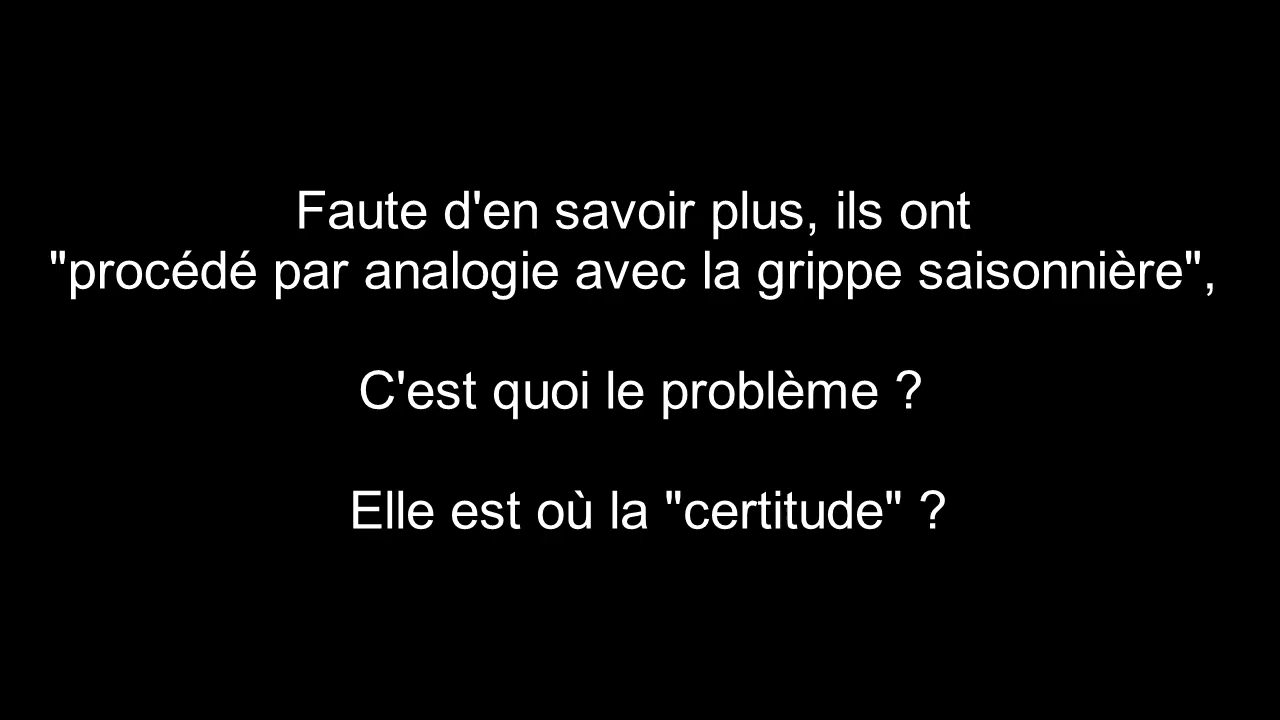 Faute d'en savoir plus, ils ont
"procédé par analogie avec la grippe saisonnière",
C'est quoi le problème ?
Elle est où la "certitude" ?